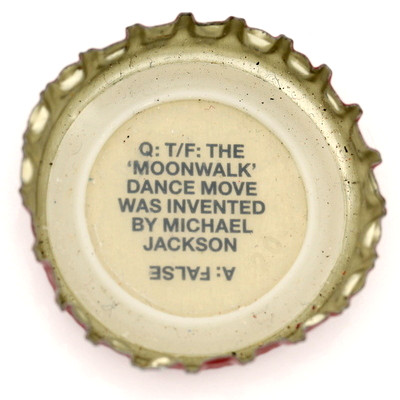 Q: T/F: THE
'MOONWALK'
DANCE MOVE
WAS INVENTED
BY MICHAEL
JACKSON
A: FALSE